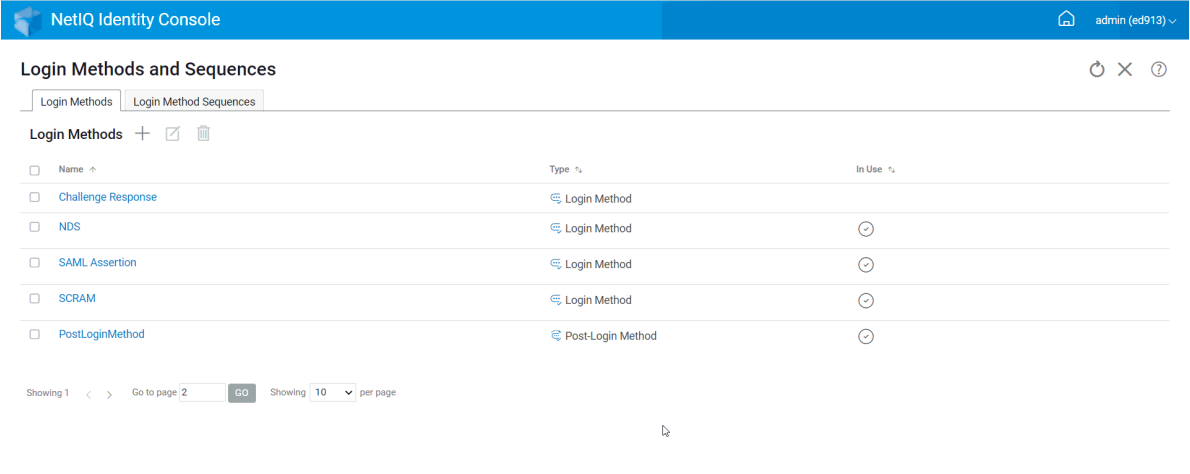 NetIQ Identity Console
admin (ed913)
Login Methods and Sequences
Login Methods Login Method Sequences
Login Methods
Name Type In Use
Challenge Response Login Method
NDS Login Method
SAML Assertion Login Method
SCRAM Login Method
PostLoginMethod Post-Login Method
Showing 1 Go to page 2 GO Showing 10 per page